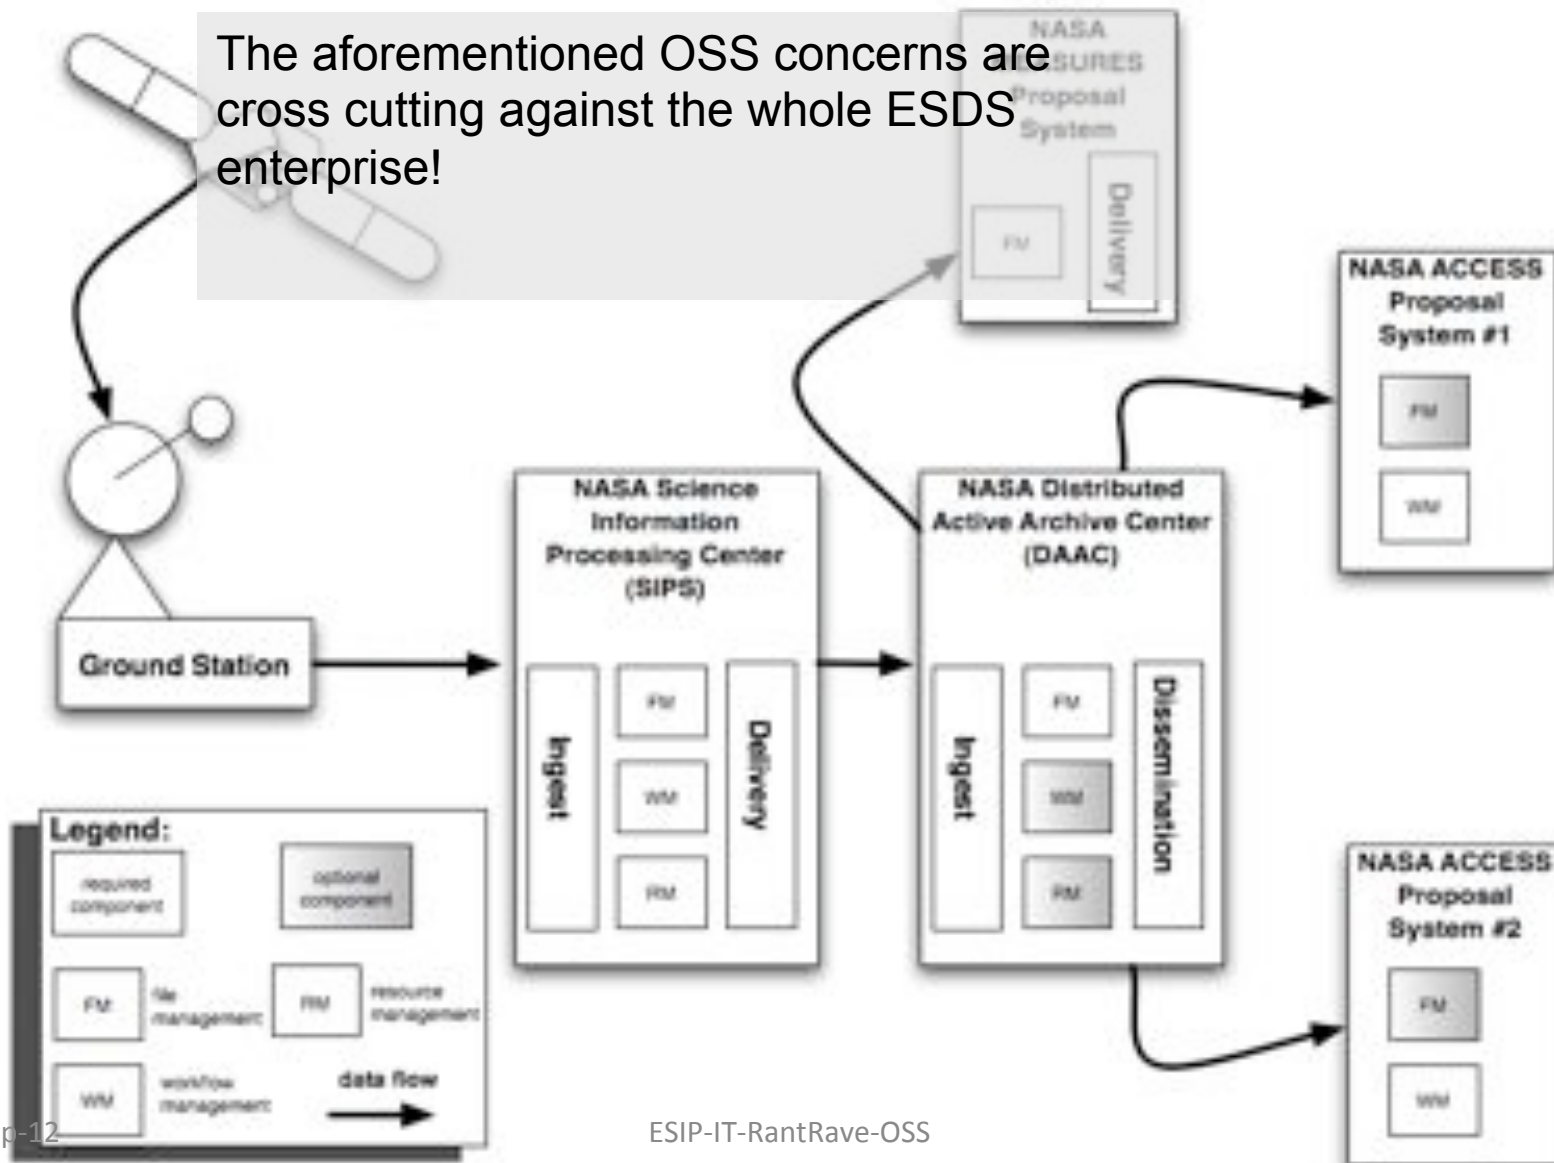 The aforementioned OSS concerns are
cross cutting against the whole ESDS
enterprise!
NASA
MEASURES
Proposal
System
FM
Delivery
NASA ACCESS
Proposal
System #1
FM
WM
NASA Science
Information
Processing Center
(SIPS)
Ingest
FM
WM
RM
Delivery
NASA Distributed
Active Archive Center
(DAAC)
Ingest
FM
WM
RM
Dissemination
Ground Station
Legend:
required
component
optional
component
FM
file
management
RM
resource
management
WM
workflow
management
data flow
NASA ACCESS
Proposal
System #2
FM
WM
p-12
ESIP-IT-RantRave-OSS